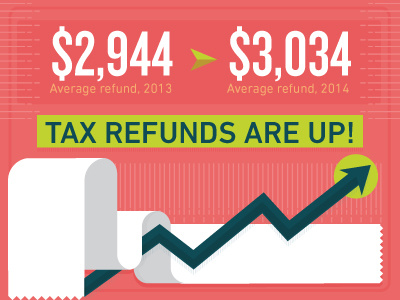 $2,944 $3,034
Average refund, 2013 Average refund, 2014
TAX REFUNDS ARE UP!